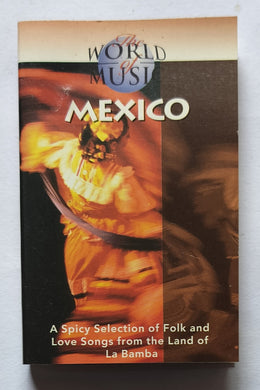 The
WORLD
of
MUSIC
MEXICO
A Spicy Selection of Folk and
Love Songs from the Land of
La Bamba